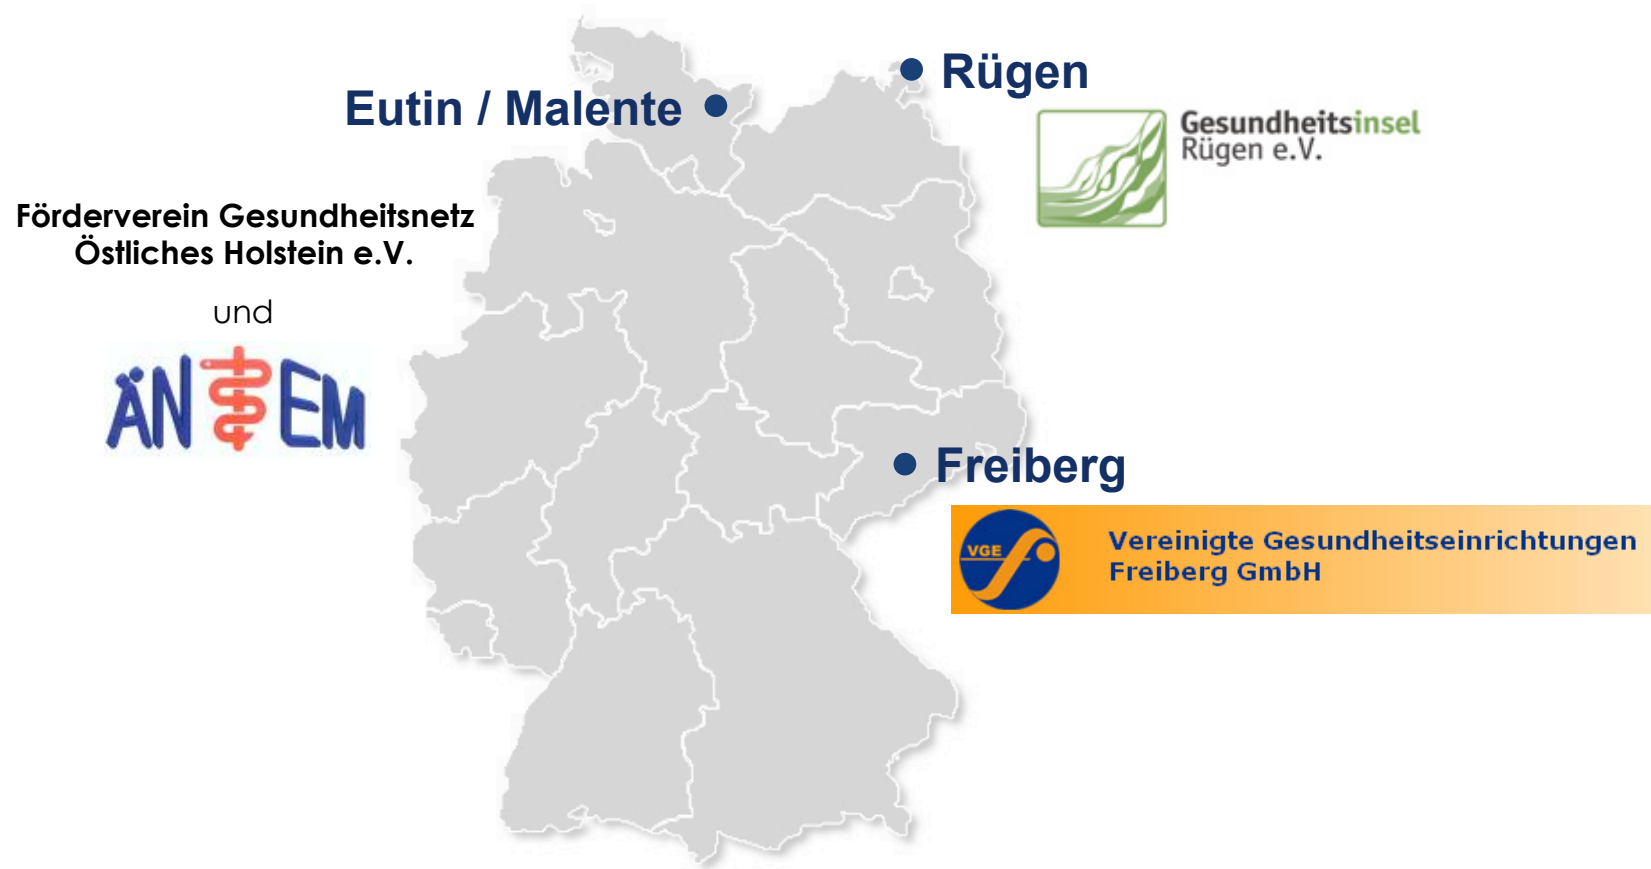 Rügen
Eutin / Malente
Gesundheitsinsel
Rügen e.V.
Förderverein Gesundheitsnetz
Östliches Holstein e.V.
und
ÄN EM
Freiberg
VGE
Vereinigte Gesundheitseinrichtungen
Freiberg GmbH